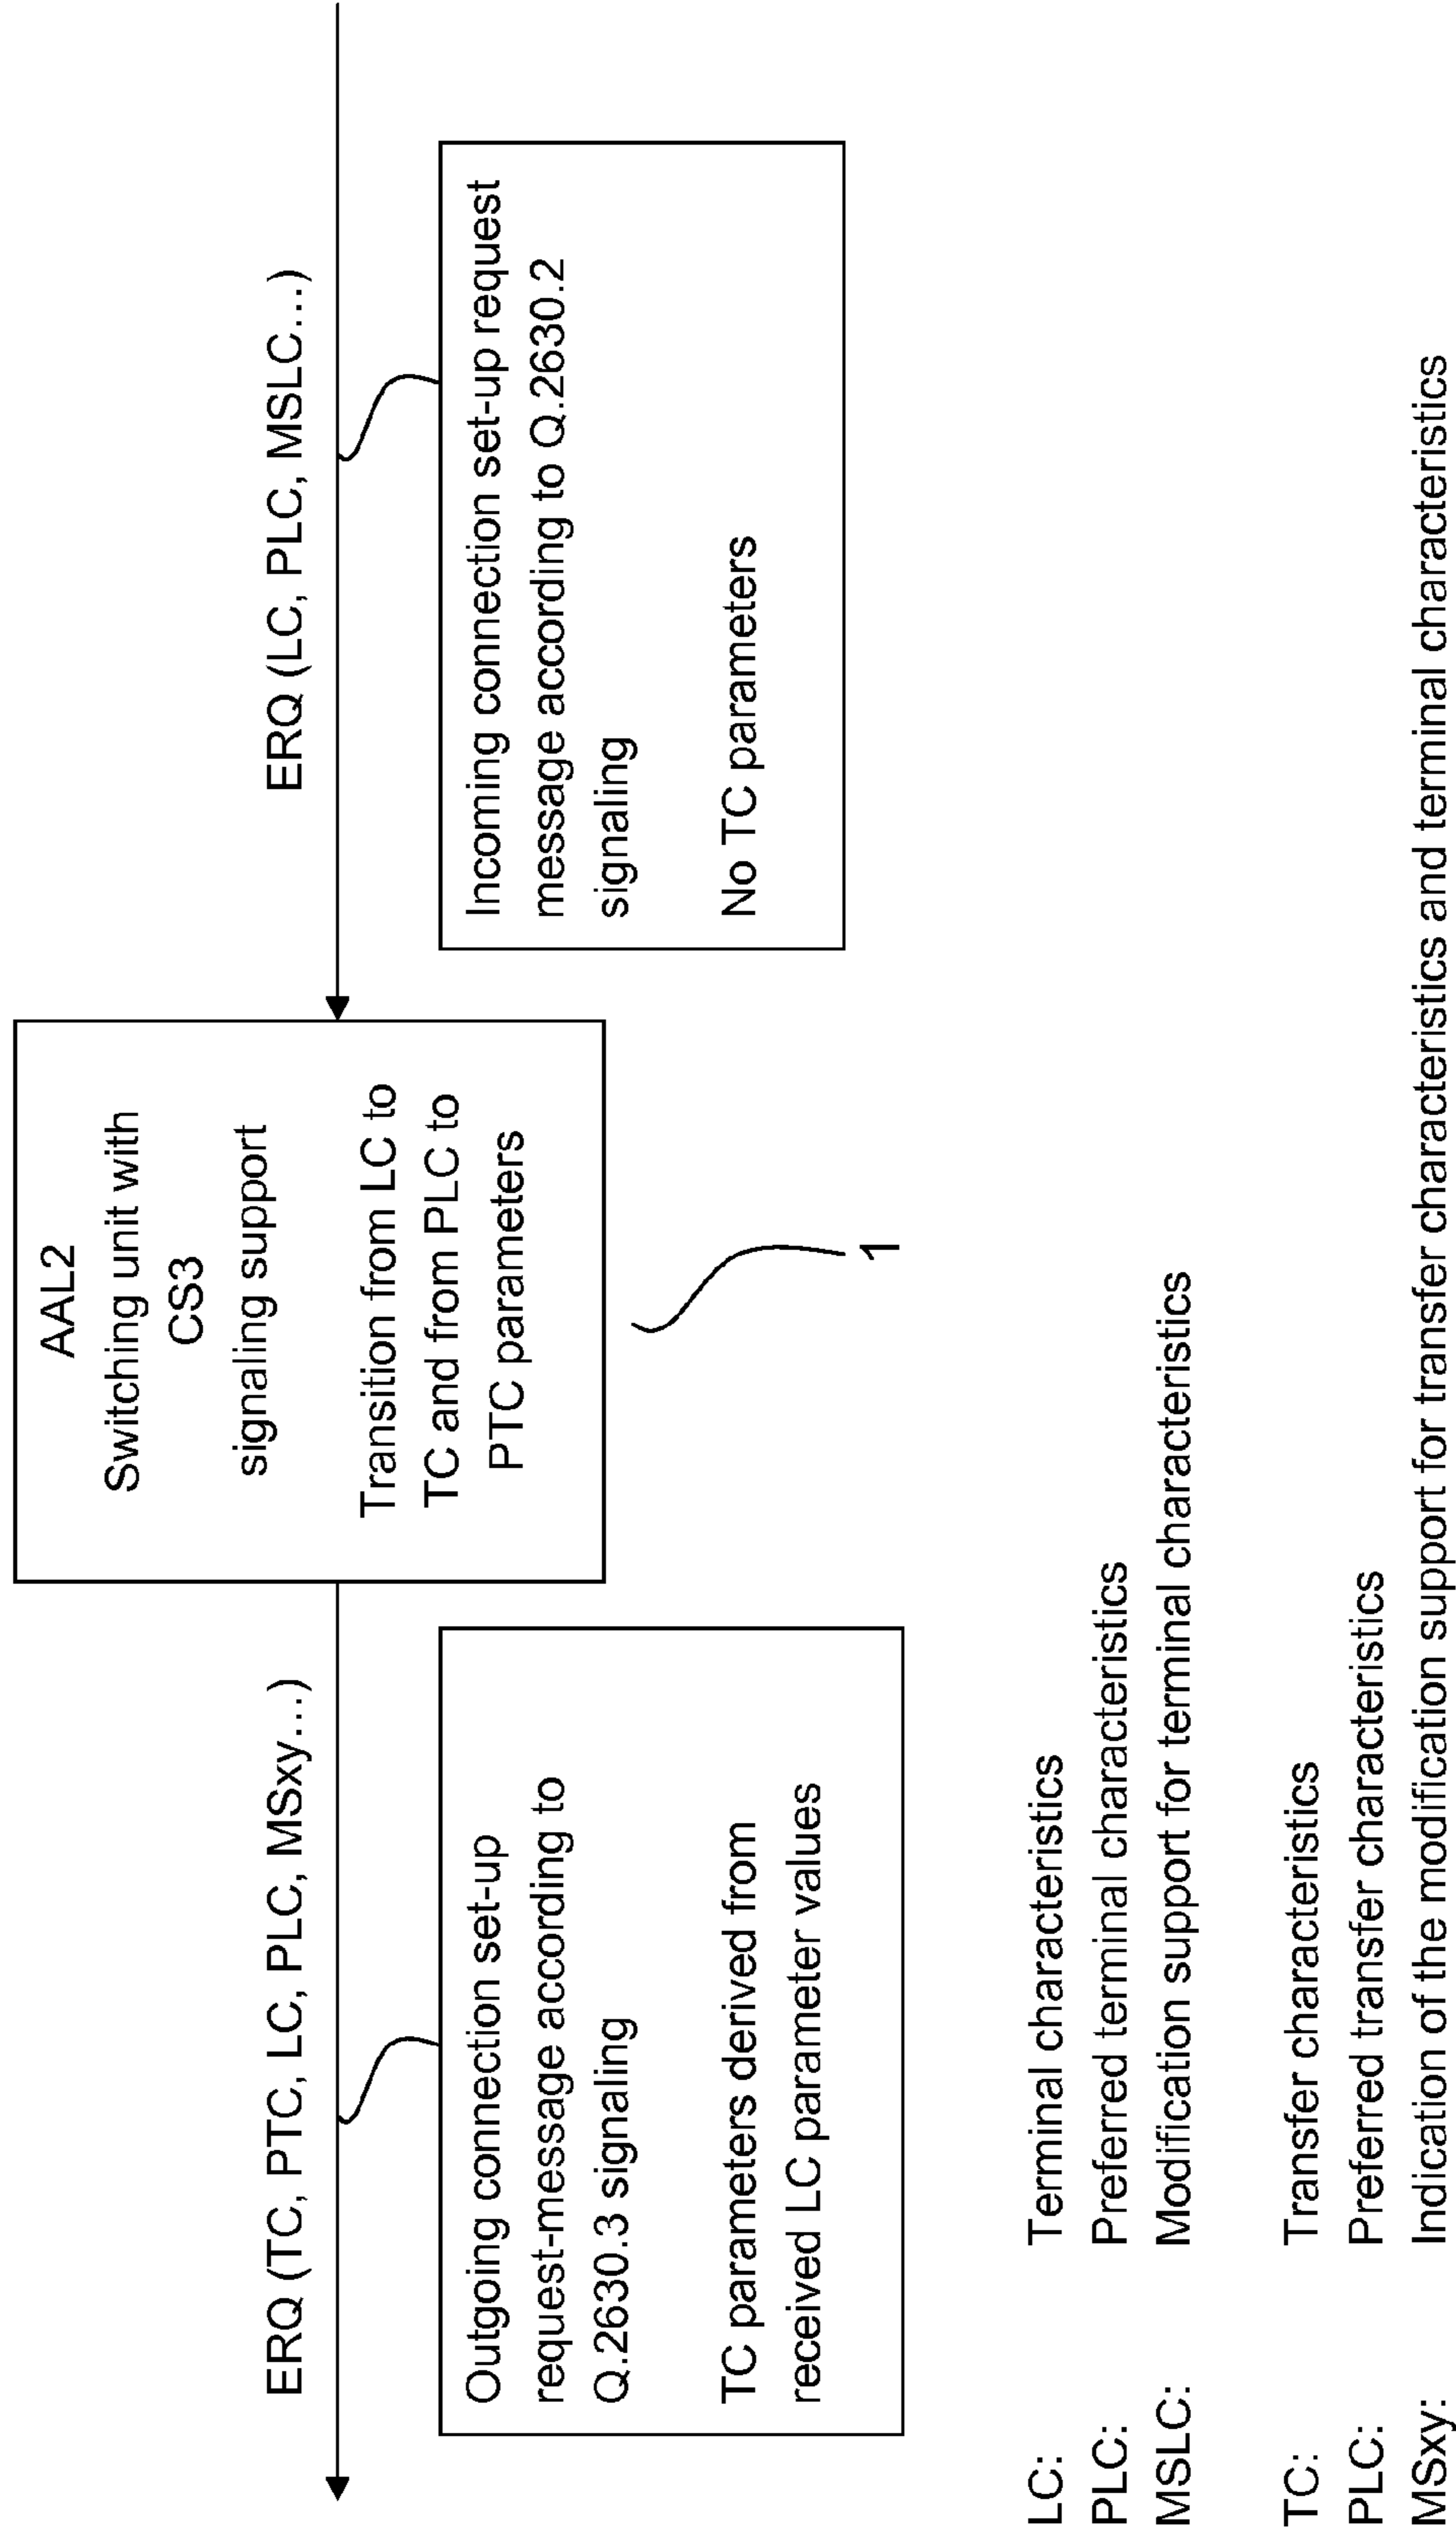 ERQ (TC, PTC, LC, PLC, MSxy...)
Outgoing connection set-up
request-message according to
Q.2630.3 signaling
TC parameters derived from
received LC parameter values
AAL2
Switching unit with
CS3
signaling support
Transition from LC to
TC and from PLC to
PTC parameters
1
ERQ (LC, PLC, MSLC...)
Incoming connection set-up request
message according to Q.2630.2
signaling
No TC parameters
LC: Terminal characteristics
PLC: Preferred terminal characteristics
MSLC: Modification support for terminal characteristics
TC: Transfer characteristics
PLC: Preferred transfer characteristics
MSxy: Indication of the modification support for transfer characteristics and terminal characteristics